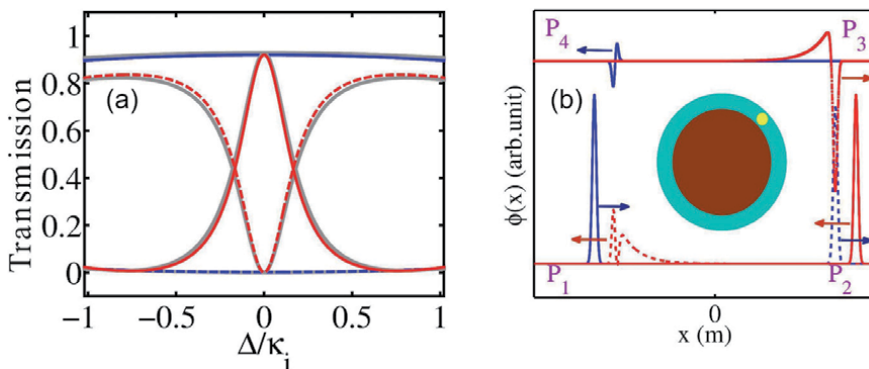 1
0.8
0.6
0.4
0.2
0
Transmission
(a)
−1
−0.5
0
0.5
1
Δ/κi
P4
P3
(b)
ϕ(x) (arb.unit)
P1
P2
0
x (m)